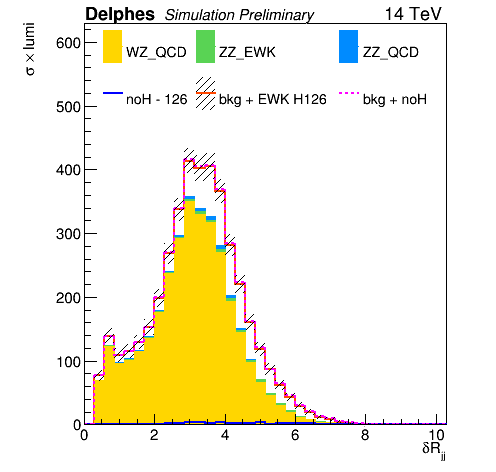 Delphes Simulation Preliminary 14 TeV
σ × lumi
WZ_QCD ZZ_EWK ZZ_QCD
noH - 126 bkg + EWK H126 bkg + noH
600
500
400
300
200
100
0
0 2 4 6 8 10
δR_jj